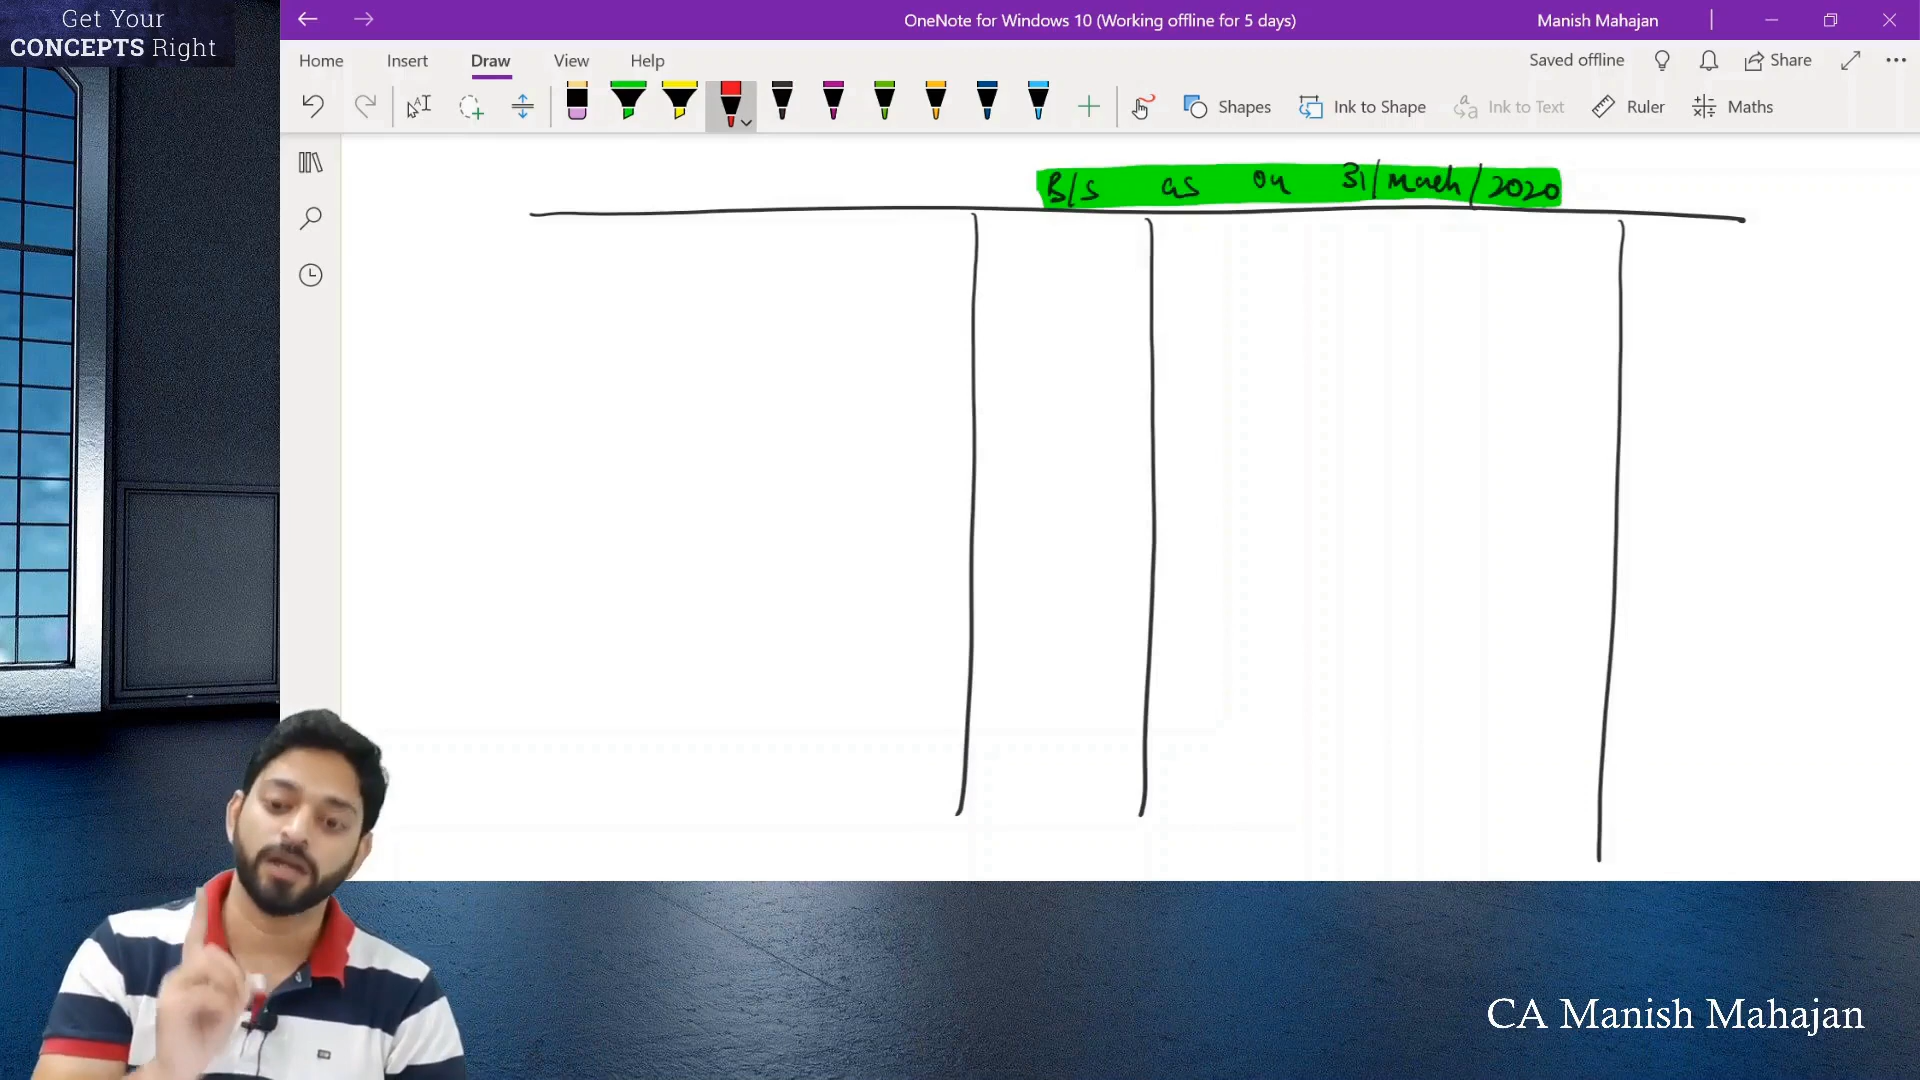 Get Your
CONCEPTS Right
OneNote for Windows 10 (Working offline for 5 days)
Manish Mahajan
Home
Insert
Draw
View
Help
Saved offline
Share
Shapes
Ink to Shape
Ink to Text
Ruler
Maths
B/S as on 31/March/2020
CA Manish Mahajan